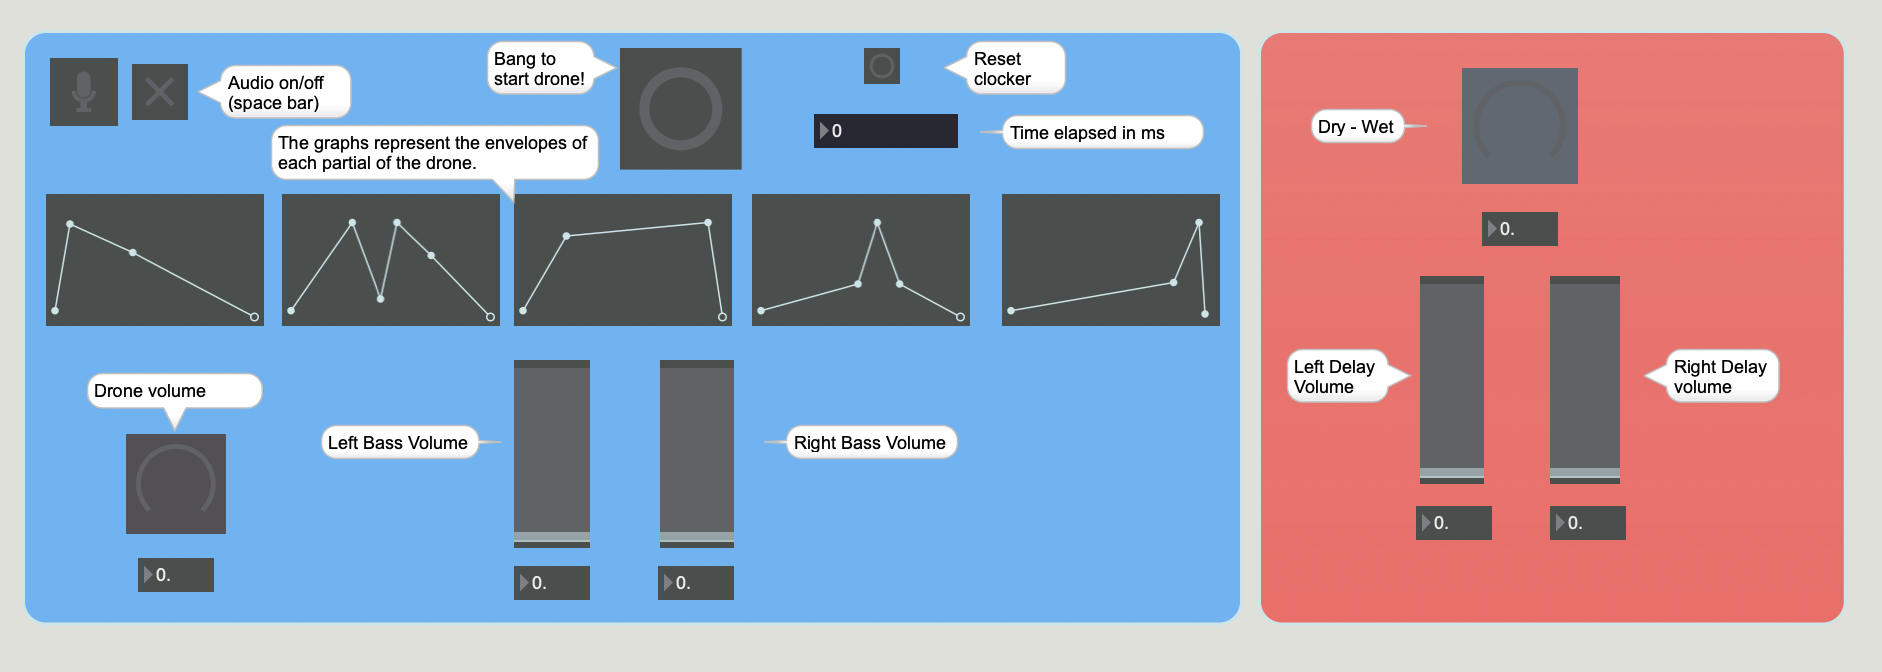 Audio on/off
(space bar)
Bang to
start drone!
Reset
clocker
0
Time elapsed in ms
The graphs represent the envelopes of
each partial of the drone.
Drone volume
0.
Left Bass Volume
Right Bass Volume
0.
0.
Dry - Wet
0.
Left Delay
Volume
Right Delay
volume
0.
0.